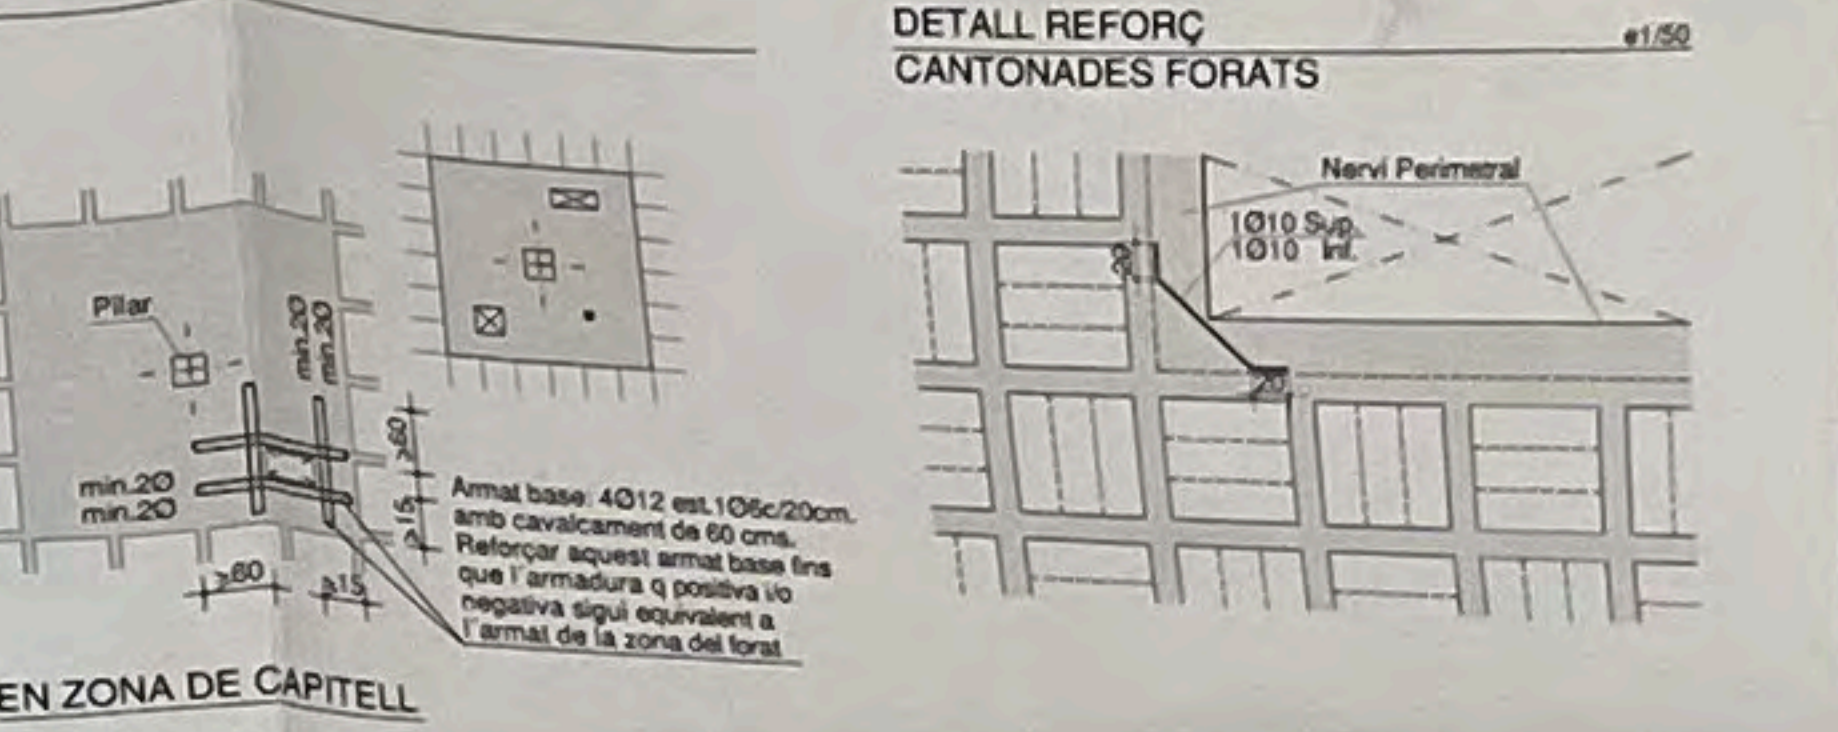 DETALL REFORÇ
e1/50
CANTONADES FORATS
Nervi Perimetral
1Ø10 Sup.
1Ø10 Inf.
20
20
Pilar
min.2Ø
min.2Ø
min.2Ø
min.2Ø
≥60
≥15
≥60
≥15
Armat base: 4Ø12 est.1Ø6c/20cm.
amb cavalcament de 60 cms.
Reforçar aquest armat base fins
que l'armadura q positiva i/o
negativa sigui equivalent a
l'armat de la zona del forat
EN ZONA DE CAPITELL